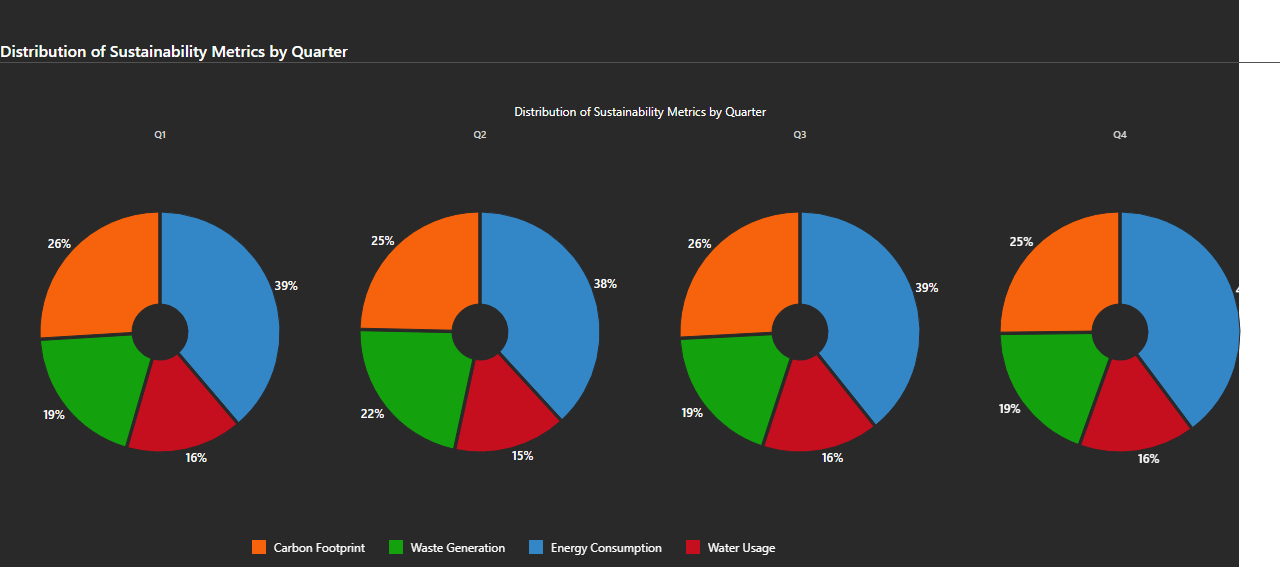 Distribution of Sustainability Metrics by Quarter
Distribution of Sustainability Metrics by Quarter
Q1 Q2 Q3 Q4
26% 39% 19% 16%
25% 38% 22% 15%
26% 39% 19% 16%
25% 19% 16%
Carbon Footprint Waste Generation Energy Consumption Water Usage